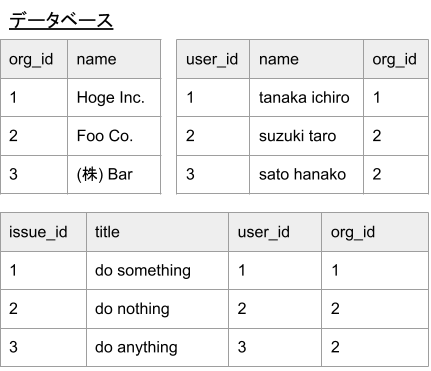 データベース
org_id name
1 Hoge Inc.
2 Foo Co.
3 (株) Bar
user_id name org_id
1 tanaka ichiro 1
2 suzuki taro 2
3 sato hanako 2
issue_id title user_id org_id
1 do something 1 1
2 do nothing 2 2
3 do anything 3 2